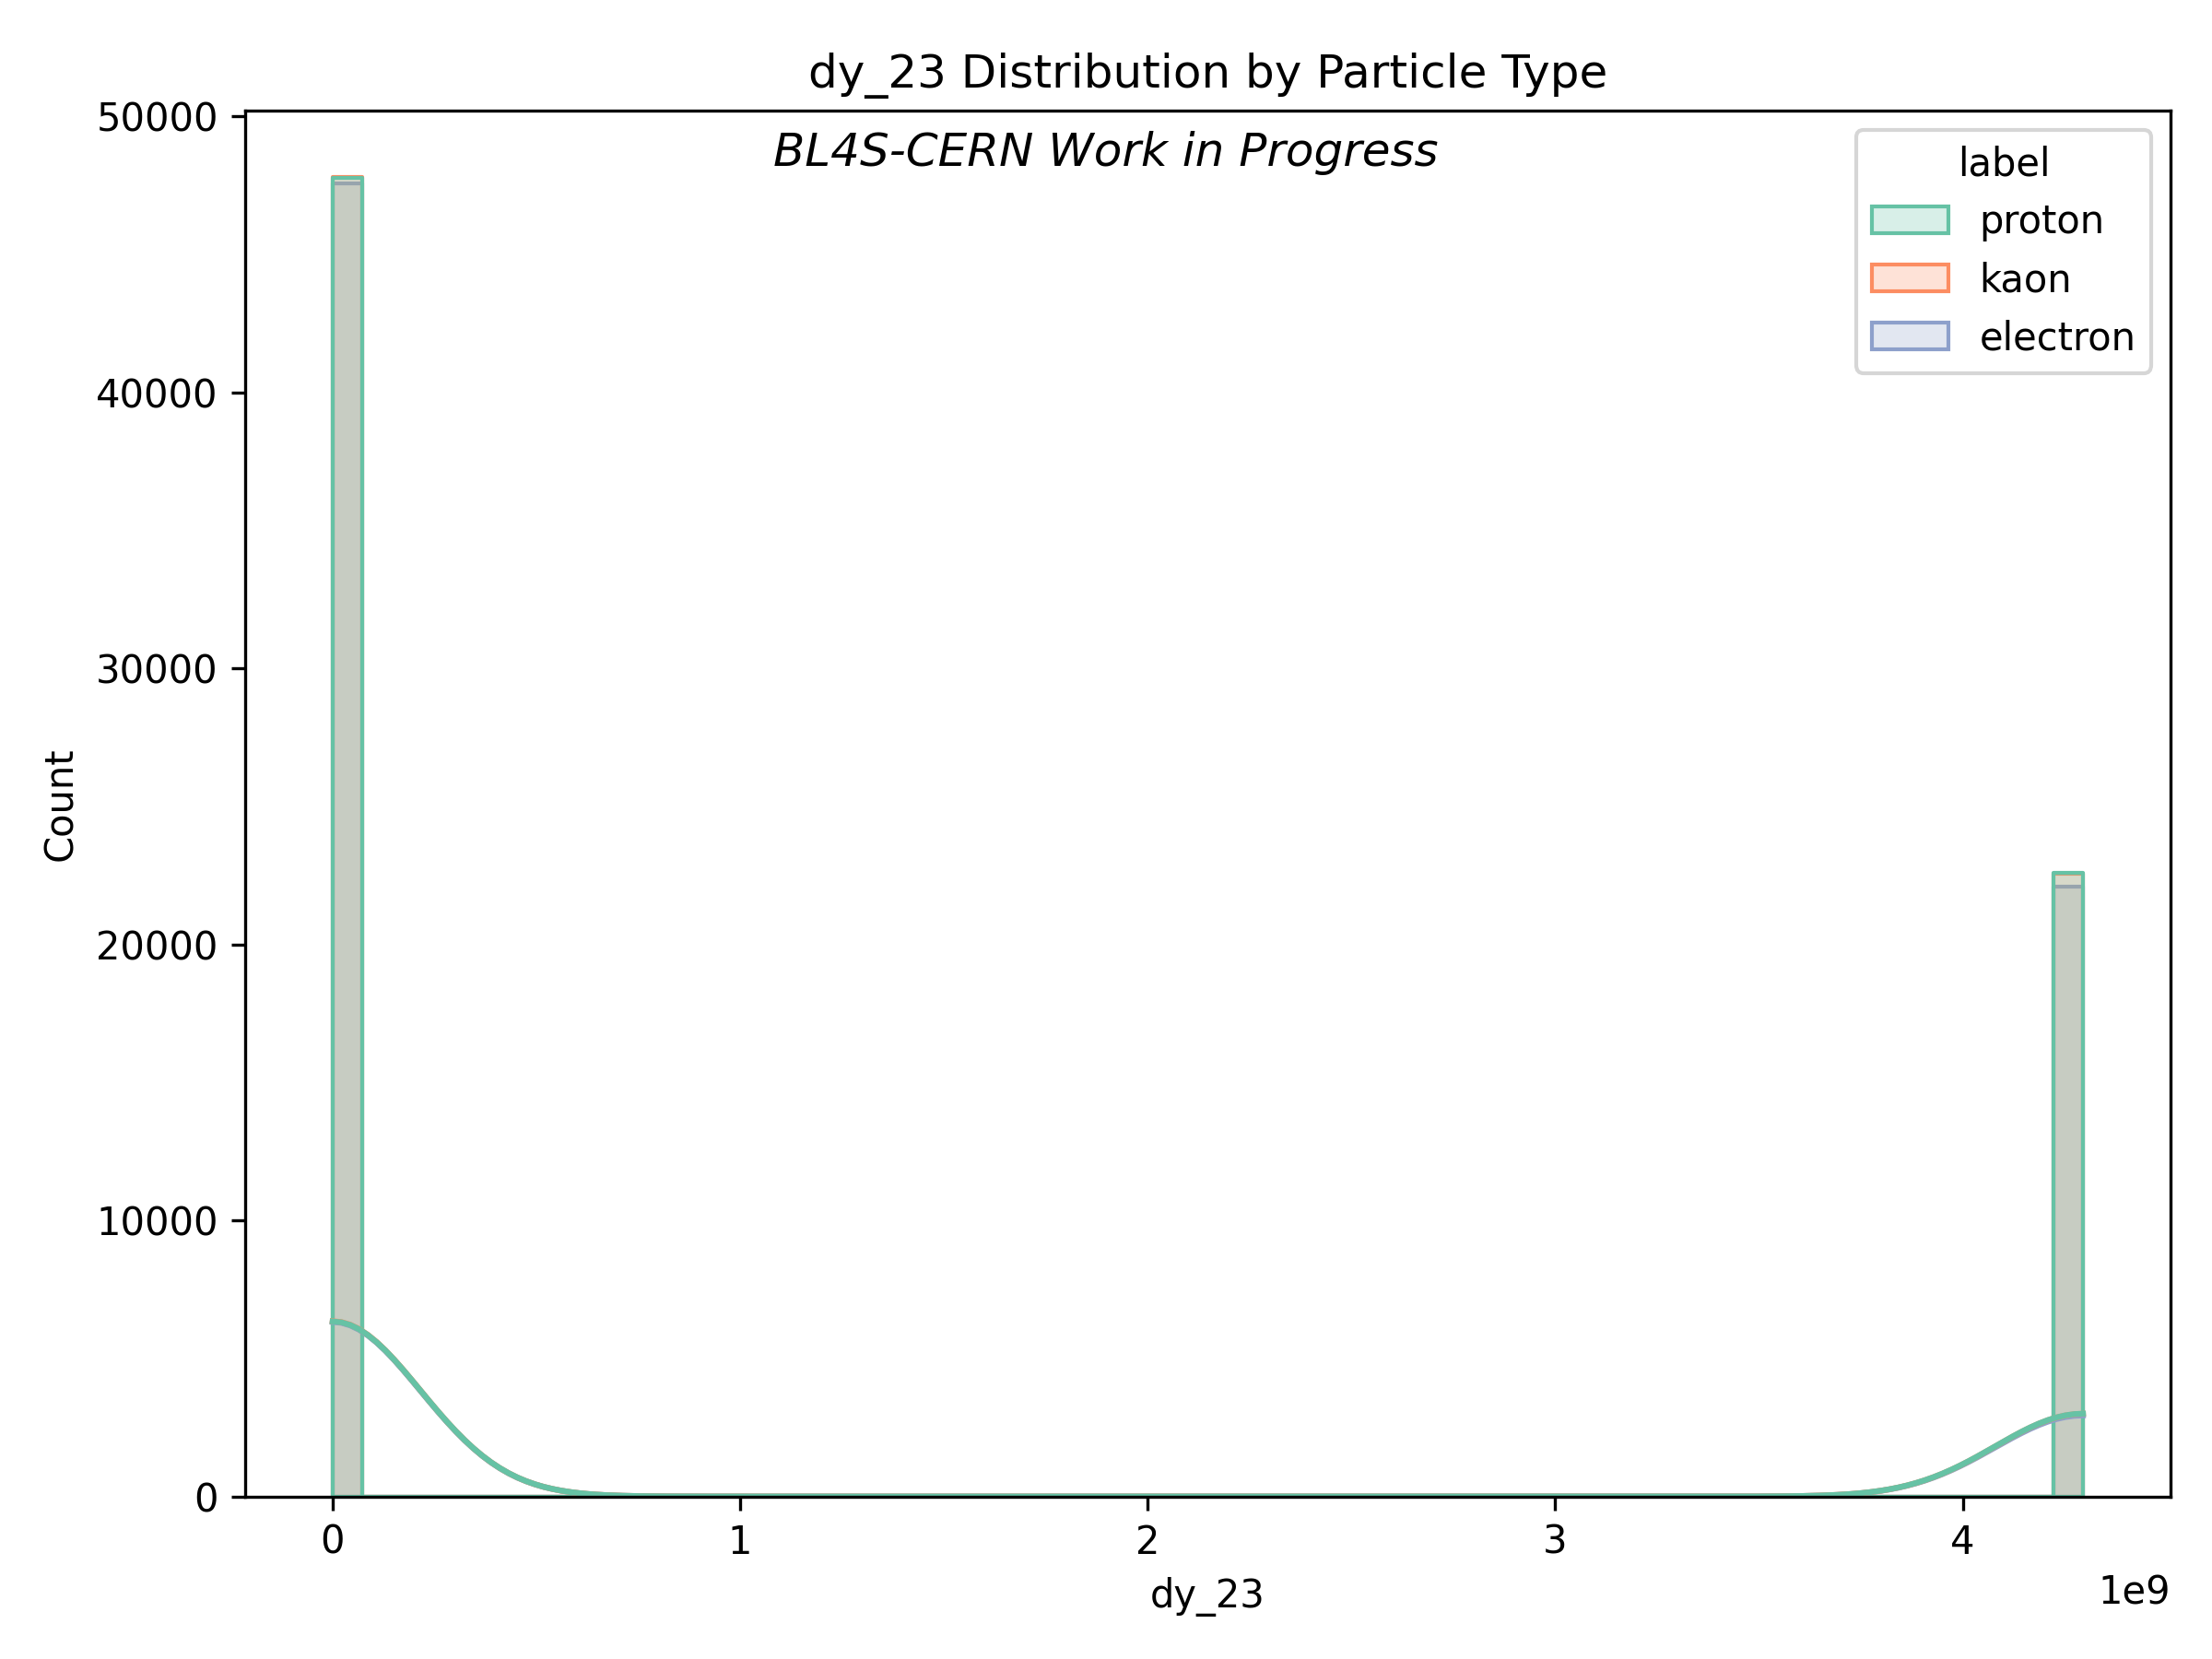 dy_23 Distribution by Particle Type
BL4S-CERN Work in Progress
label
proton
kaon
electron
Count
50000
40000
30000
20000
10000
0
0 1 2 3 4
1e9
dy_23